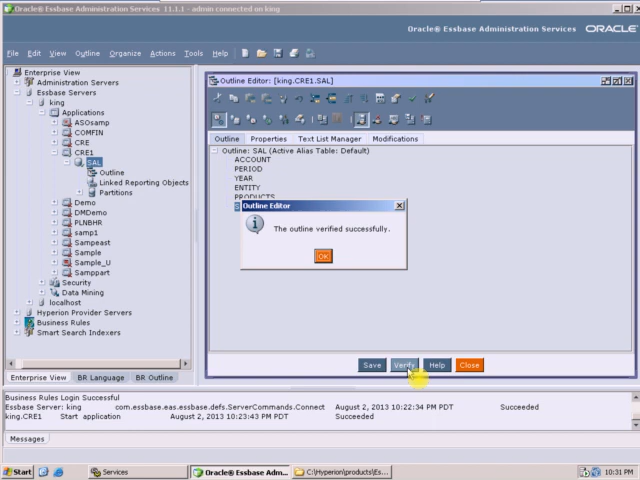 Oracle® Essbase Administration Services 11.1.1 - admin connected on king
Oracle® Essbase Administration Services ORACLE
File Edit View Outline Organize Actions Tools Help
Enterprise View
Administration Servers
Essbase Servers
king
Applications
ASOsamp
COMFIN
CRE
CRE1
SAL
Outline
Linked Reporting Objects
Partitions
Demo
DMDemo
PLNBHR
samp1
Sampeast
Sample
Sample_U
Samppart
Security
Data Mining
localhost
Hyperion Provider Servers
Business Rules
Smart Search Indexers
Enterprise View BR Language BR Outline
Outline Editor: [king.CRE1.SAL]
Outline Properties Text List Manager Modifications
Outline: SAL (Active Alias Table: Default)
ACCOUNT
PERIOD
YEAR
ENTITY
PRODUCTS
Outline Editor
The outline verified successfully.
OK
Save Verify Help Close
Business Rules Login Successful
Essbase Server: king com.essbase.eas.essbase.defs.ServerCommands.Connect August 2, 2013 10:22:34 PM PDT Succeeded
king.CRE1 Start application August 2, 2013 10:23:43 PM PDT Succeeded
Messages
Start Services Oracle® Essbase Adm... C:\Hyperion\products\Es... 10:31 PM